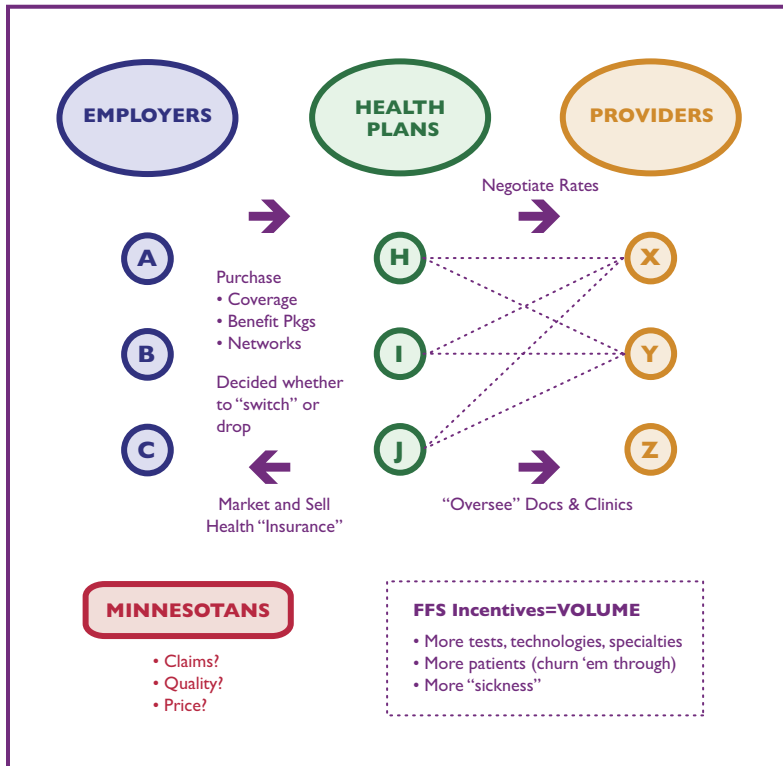 EMPLOYERS
HEALTH
PLANS
PROVIDERS
Negotiate Rates
A
H
X
Purchase
• Coverage
• Benefit Pkgs
• Networks
B
I
Y
Decided whether
to “switch” or
drop
C
J
Z
Market and Sell
Health “Insurance”
“Oversee” Docs & Clinics
MINNESOTANS
• Claims?
• Quality?
• Price?
FFS Incentives=VOLUME
• More tests, technologies, specialties
• More patients (churn ‘em through)
• More “sickness”